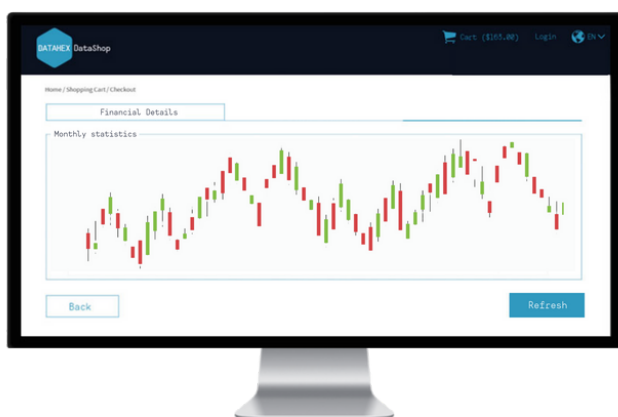 DATAHEX DataShop
Cart ($163.00) Login EN
Home / Shopping Cart / Checkout
Financial Details
Monthly statistics
Back
Refresh